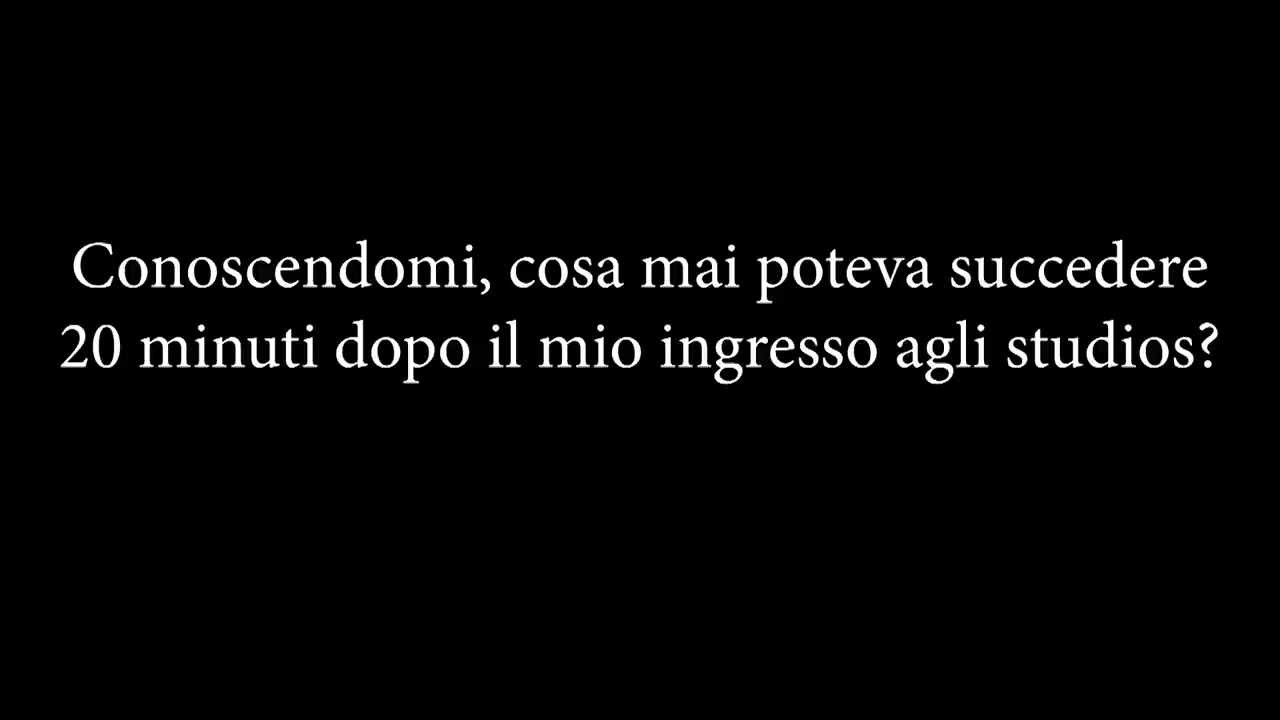 Conoscendomi, cosa mai poteva succedere
20 minuti dopo il mio ingresso agli studios?